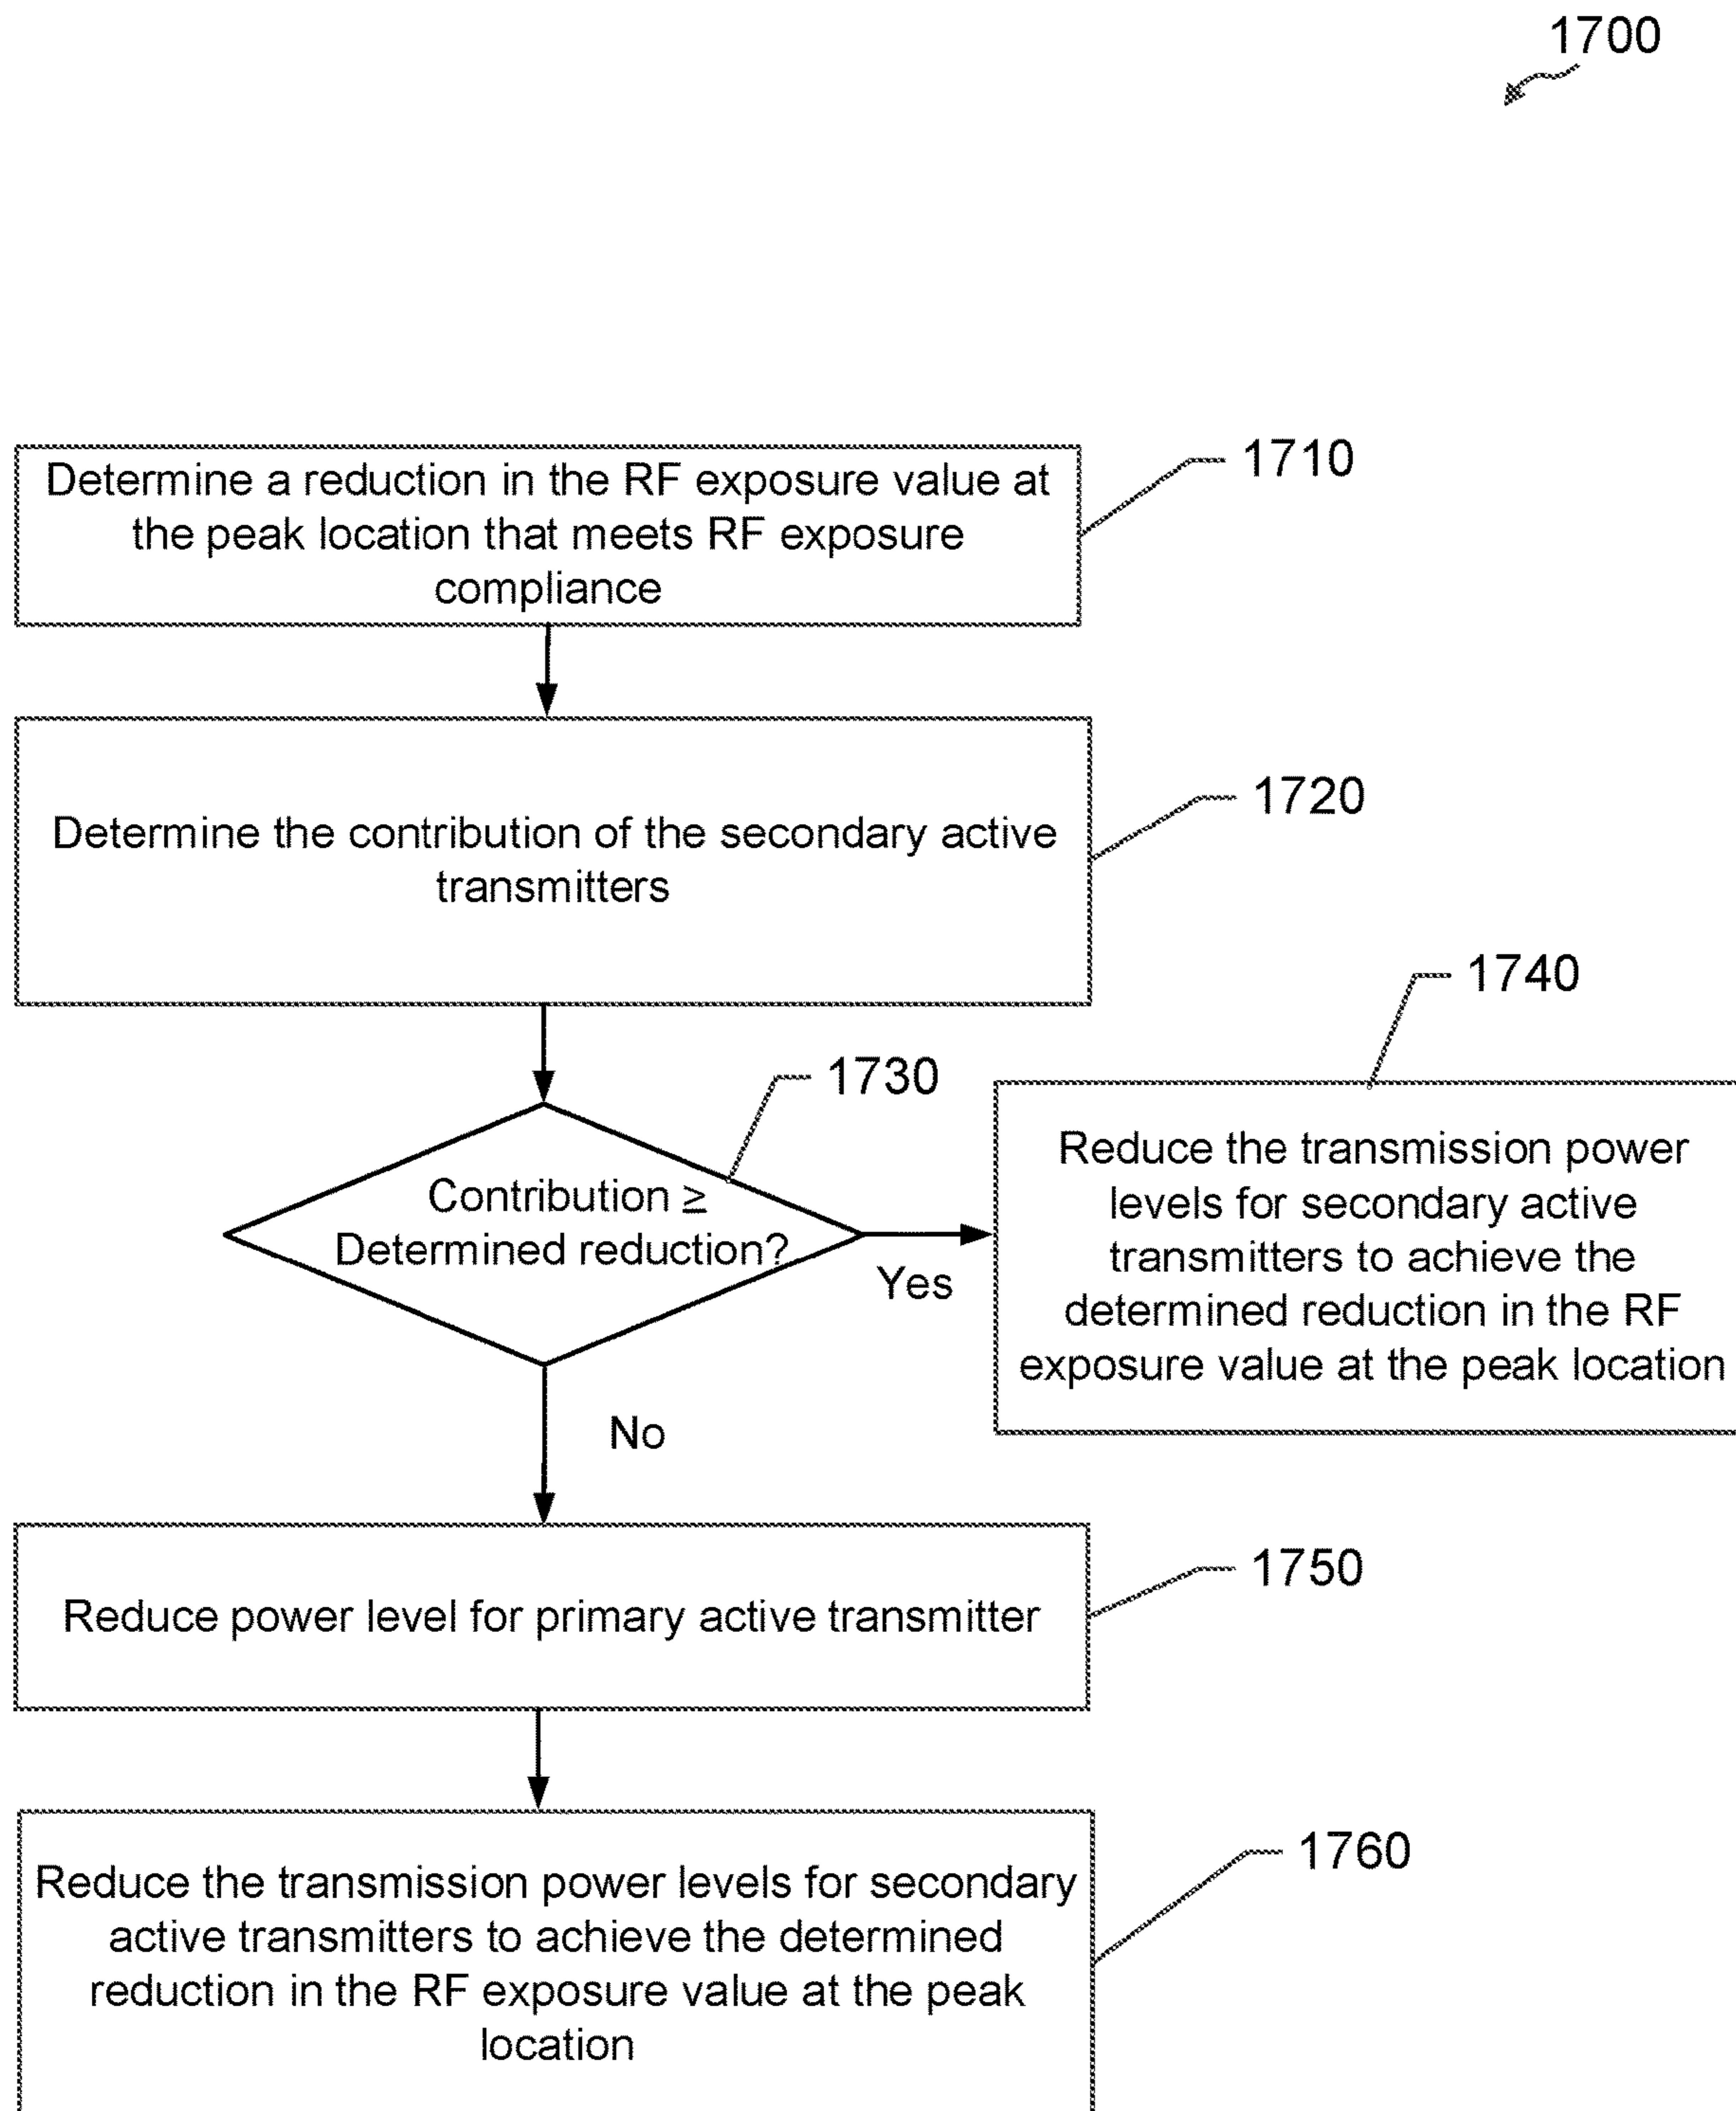 1700
Determine a reduction in the RF exposure value at
the peak location that meets RF exposure
compliance
1710
Determine the contribution of the secondary active
transmitters
1720
1730
Contribution ≥
Determined reduction?
Yes
1740
Reduce the transmission power
levels for secondary active
transmitters to achieve the
determined reduction in the RF
exposure value at the peak location
No
Reduce power level for primary active transmitter
1750
Reduce the transmission power levels for secondary
active transmitters to achieve the determined
reduction in the RF exposure value at the peak
location
1760